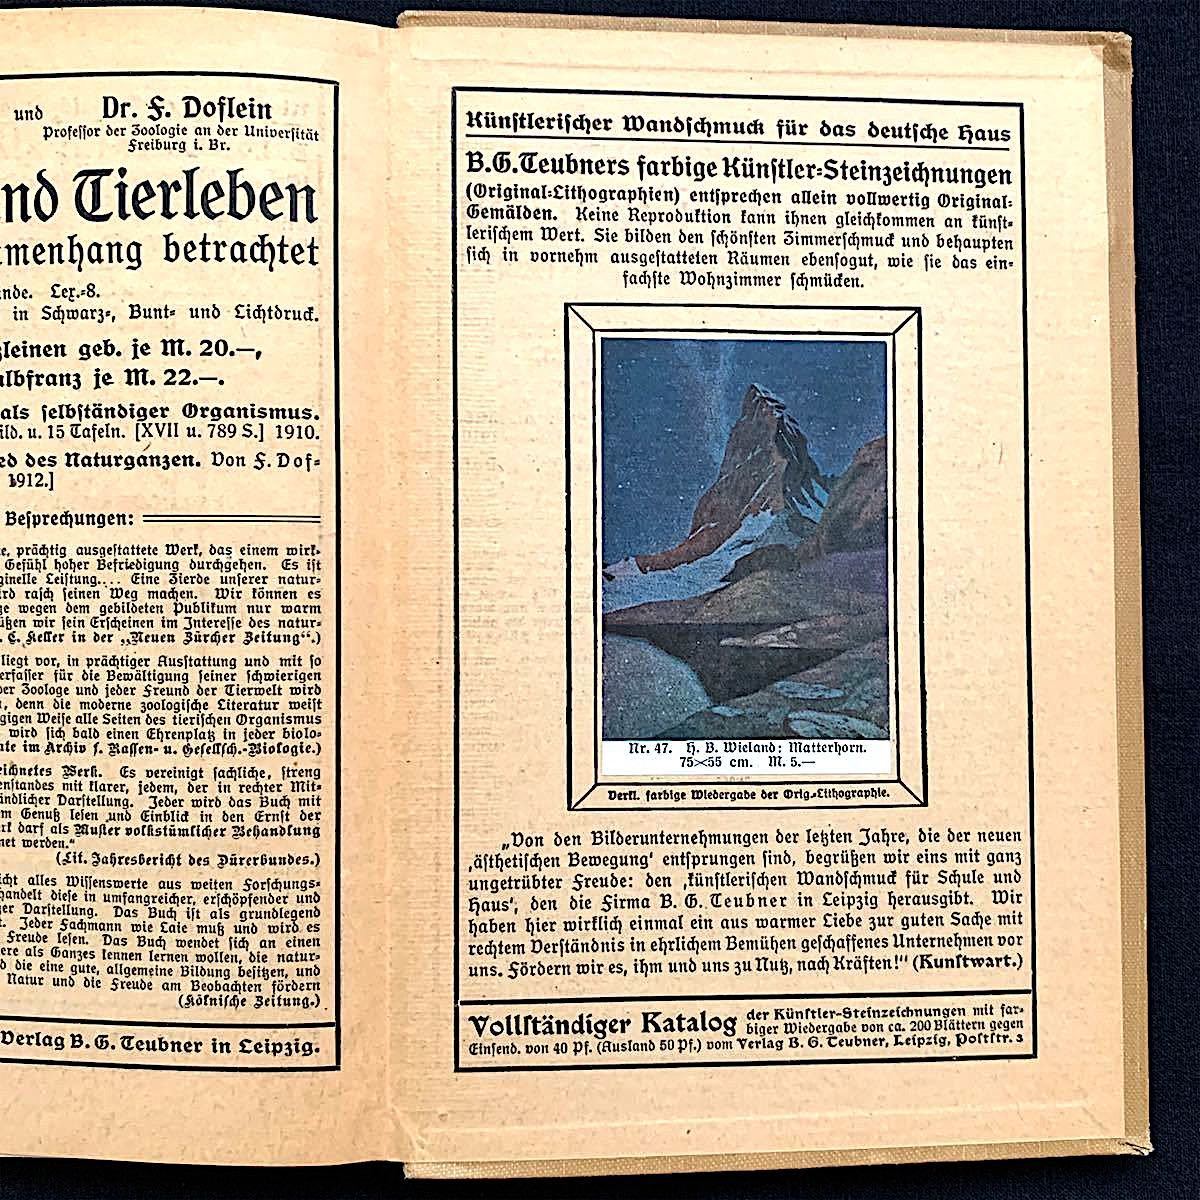 und Dr. F. Doflein
Professor der Zoologie an der Universität
Freiburg i. Br.
nd Tierleben
menhang betrachtet
nde. Lex.-8.
in Schwarz-, Bunt- und Lichtdruck.
leinen geb. je M. 20.—,
lbfranz je M. 22.—.
als selbständiger Organismus.
ild. u. 15 Tafeln. [XVII u. 789 S.] 1910.
ed des Naturganzen. Von F. Dof-
1912.]
Besprechungen:
e, prächtig ausgestattete Werk, das einem wirk-
Gefühl hoher Befriedigung durchgehen. Es ist
ginelle Leistung.... Eine Zierde unserer natur-
ird rasch seinen Weg machen. Wir können es
ge wegen dem gebildeten Publikum nur warm
üßen wir sein Erscheinen im Interesse des natur-
. C. Keller in der „Neuen Zürcher Zeitung“.)
liegt vor, in prächtiger Ausstattung und mit so
erfasser für die Bewältigung seiner schwierigen
er Zoologe und jeder Freund der Tierwelt wird
, denn die moderne zoologische Literatur weist
gigen Weise alle Seiten des tierischen Organismus
wird sich bald einen Ehrenplatz in jeder biolo-
te im Archiv f. Rassen- u. Gesellsch.-Biologie.)
eichnetes Werk. Es vereinigt sachliche, streng
enstandes mit klarer, jedem, der in rechter Mit-
ändlicher Darstellung. Jeder wird das Buch mit
m Genuß lesen und Einblick in den Ernst der
rk darf als Muster volkstümlicher Behandlung
net werden.“
(Lit. Jahresbericht des Dürerbundes.)
cht alles Wissenswerte aus weiten Forschungs-
handelt diese in umfangreicher, erschöpfender und
ger Darstellung. Das Buch ist als grundlegend
t. Jeder Fachmann wie Laie muß und wird es
Freude lesen. Das Buch wendet sich an einen
ere als Ganzes kennen lernen wollen, die natur-
d die eine gute, allgemeine Bildung besitzen, und
Natur und die Freude am Beobachten fördern
(Kölnische Zeitung.)
Verlag B. G. Teubner in Leipzig.
Künstlerischer Wandschmuck für das deutsche Haus
B.G.Teubners farbige Künstler-Steinzeichnungen
(Original-Lithographien) entsprechen allein vollwertig Original-
Gemälden. Keine Reproduktion kann ihnen gleichkommen an künst-
lerischem Wert. Sie bilden den schönsten Zimmerschmuck und behaupten
sich in vornehm ausgestatteten Räumen ebensogut, wie sie das ein-
fachste Wohnzimmer schmücken.
Nr. 47. H. B. Wieland: Matterhorn.
75×55 cm. M. 5.—
Verkl. farbige Wiedergabe der Orig.-Lithographie.
„Von den Bilderunternehmungen der letzten Jahre, die der neuen
‚ästhetischen Bewegung‘ entsprungen sind, begrüßen wir eins mit ganz
ungetrübter Freude: den ‚künstlerischen Wandschmuck für Schule und
Haus‘, den die Firma B. G. Teubner in Leipzig herausgibt. Wir
haben hier wirklich einmal ein aus warmer Liebe zur guten Sache mit
rechtem Verständnis in ehrlichem Bemühen geschaffenes Unternehmen vor
uns. Fördern wir es, ihm und uns zu Nutz, nach Kräften!“ (Kunstwart.)
Vollständiger Katalog der Künstler-Steinzeichnungen mit far-
biger Wiedergabe von ca. 200 Blättern gegen
Einsend. von 40 Pf. (Ausland 50 Pf.) vom Verlag B. G. Teubner, Leipzig, Poststr. 3